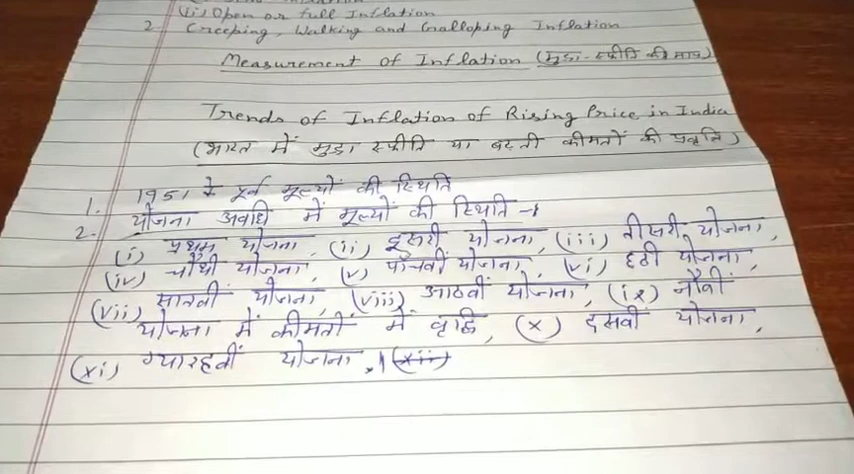 (ii) Open or full Inflation
2 Creeping, Walking and Galloping Inflation
Measurement of Inflation (मुद्रा-स्फीति की माप)
Trends of Inflation of Rising Price in India
(भारत में मुद्रा स्फीति या बढ़ती कीमतों की प्रवृति)
1. 1951 के पूर्व मूल्यों की स्थिति
2. योजना अवधि में मूल्यों की स्थिति -
(i) प्रथम योजना, (ii) दूसरी योजना, (iii) तीसरी योजना,
(iv) चौथी योजना, (v) पाँचवीं योजना, (vi) छठी योजना,
(vii) सातवीं योजना, (viii) आठवीं योजना, (ix) नौवीं
योजना में कीमतों में वृद्धि, (x) दसवीं योजना,
(xi) ग्यारहवीं योजना । (xii)